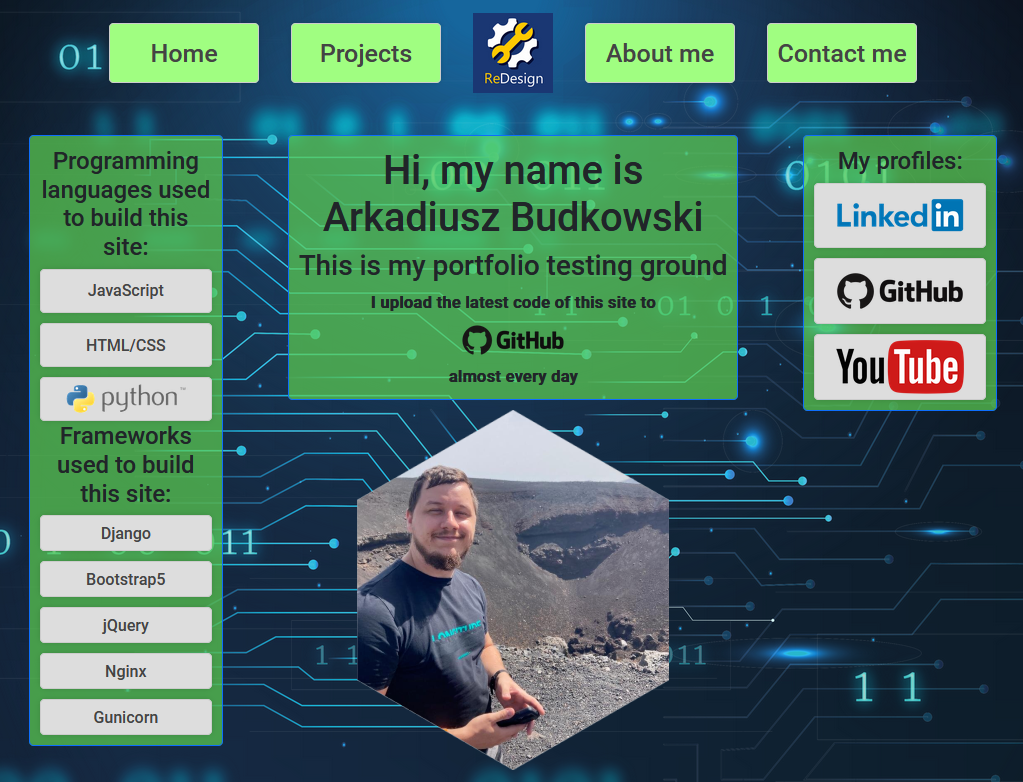 Home
Projects
ReDesign
About me
Contact me
Programming
languages used
to build this
site:
JavaScript
HTML/CSS
python™
Frameworks
used to build
this site:
Django
Bootstrap5
jQuery
Nginx
Gunicorn
Hi, my name is
Arkadiusz Budkowski
This is my portfolio testing ground
I upload the latest code of this site to
GitHub
almost every day
My profiles:
Linkedin
GitHub
YouTube